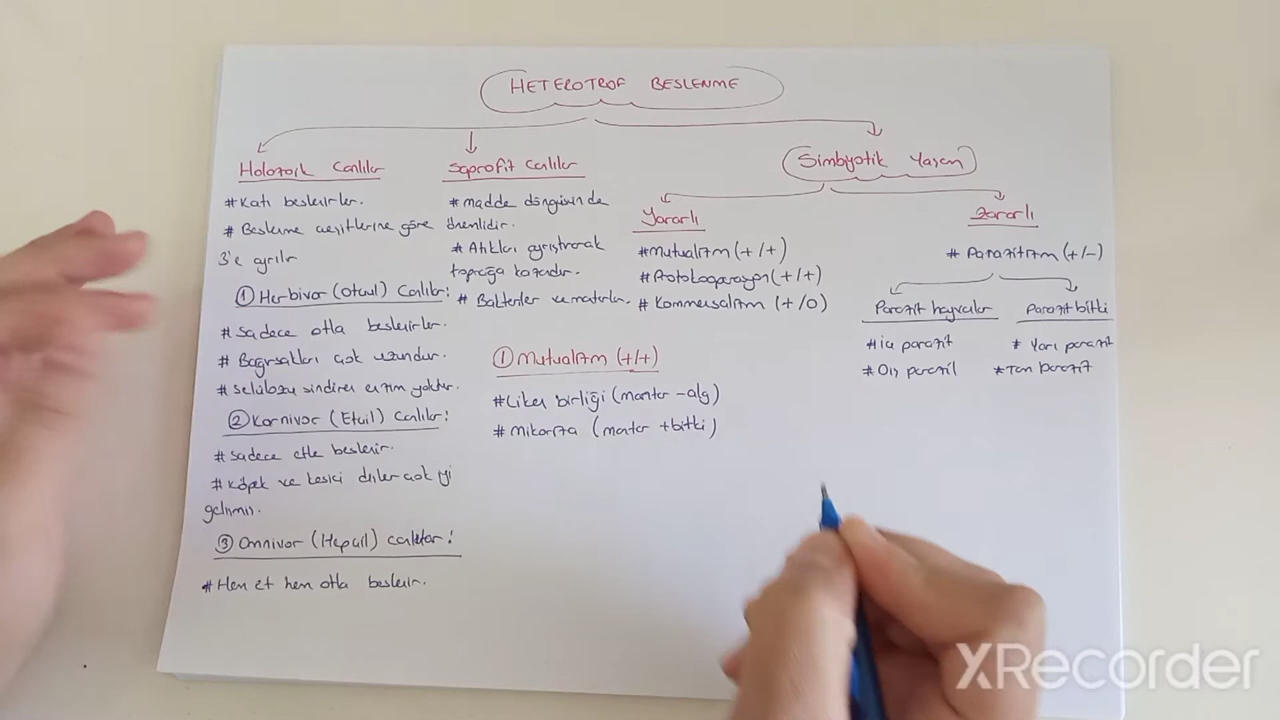 HETEROTROF BESLENME
Holozoik Canlılar
# Katı beslenirler.
# Beslenme çeşitlerine göre
3'e ayrılır
① Herbivor (Otçul) Canlılar:
# Sadece otla beslenirler.
# Bağırsakları çok uzundur.
# Selülozu sindiren enzim yoktur.
② Karnivor (Etçil) canlılar:
# Sadece etle beslenir.
# Köpek ve kesici dişler çok iyi
gelişmiş.
③ Omnivor (Hepçil) canlılar:
# Hem et hem otla beslenir.
Saprofit Canlılar
# madde döngüsünde
önemlidir.
# Atıkları ayrıştırarak
toprağa kazandır.
# Bakteriler ve mantarlar.
Simbyotik Yaşam
Yararlı
# Mutualizm (+/+)
# Protokooperasyon (+/+)
# Kommensalizm (+/0)
① Mutualizm (+/+)
# Liken birliği (mantar - alg)
# Mikoriza (mantar + bitki)
Zararlı
# Parazitizm (+/-)
Parazit hayvanlar
# iç parazit
# Dış parazit
Parazit bitki
* Yarı parazit
* Tam parazit
XRecorder